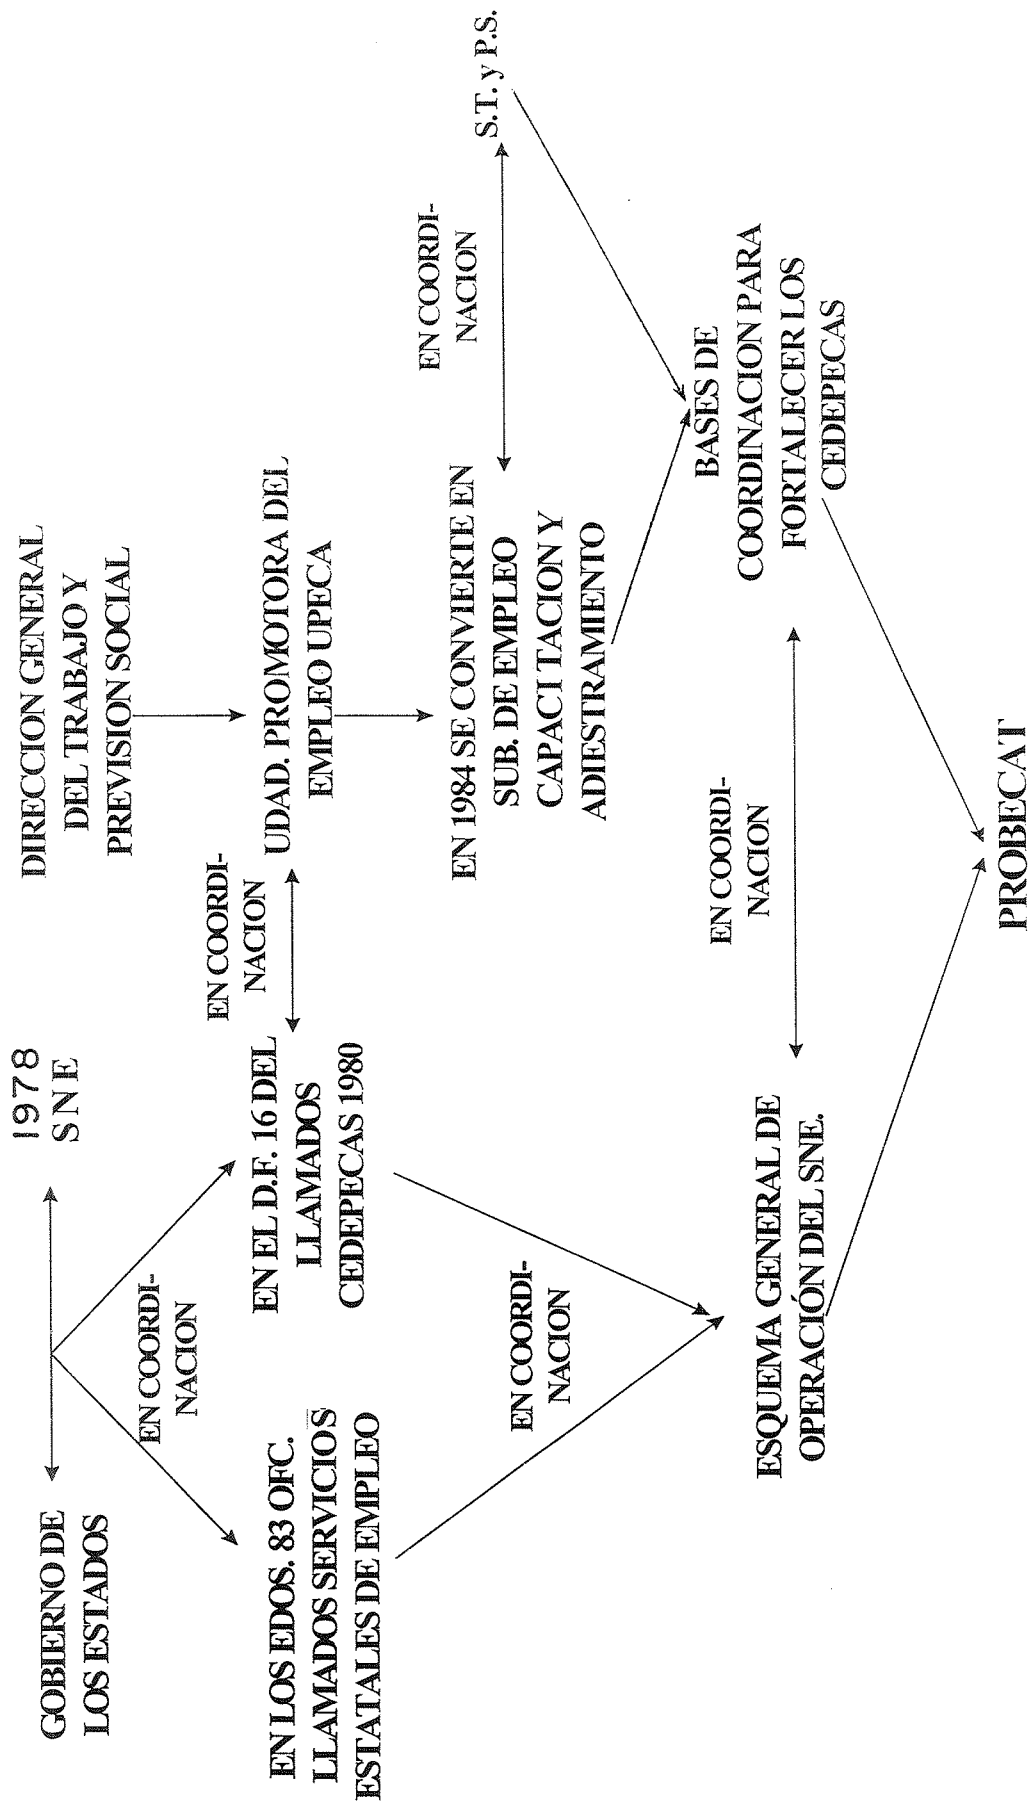 GOBIERNO DE
LOS ESTADOS
1978
SNE
DIRECCION GENERAL
DEL TRABAJO Y
PREVISION SOCIAL
EN COORDI-
NACION
EN COORDI-
NACION
EN LOS EDOS. 83 OFC.
LLAMADOS SERVICIOS
ESTATALES DE EMPLEO
EN EL D.F. 16 DEL
LLAMADOS
CEDEPECAS 1980
UDAD. PROMOTORA DEL
EMPLEO UPECA
EN COORDI-
NACION
EN COORDI-
NACION
EN 1984 SE CONVIERTE EN
SUB. DE EMPLEO
CAPACI TACION Y
ADIESTRAMIENTO
S.T. y P.S.
ESQUEMA GENERAL DE
OPERACIÓN DEL SNE.
EN COORDI-
NACION
BASES DE
COORDINACION PARA
FORTALECER LOS
CEDEPECAS
PROBECAT